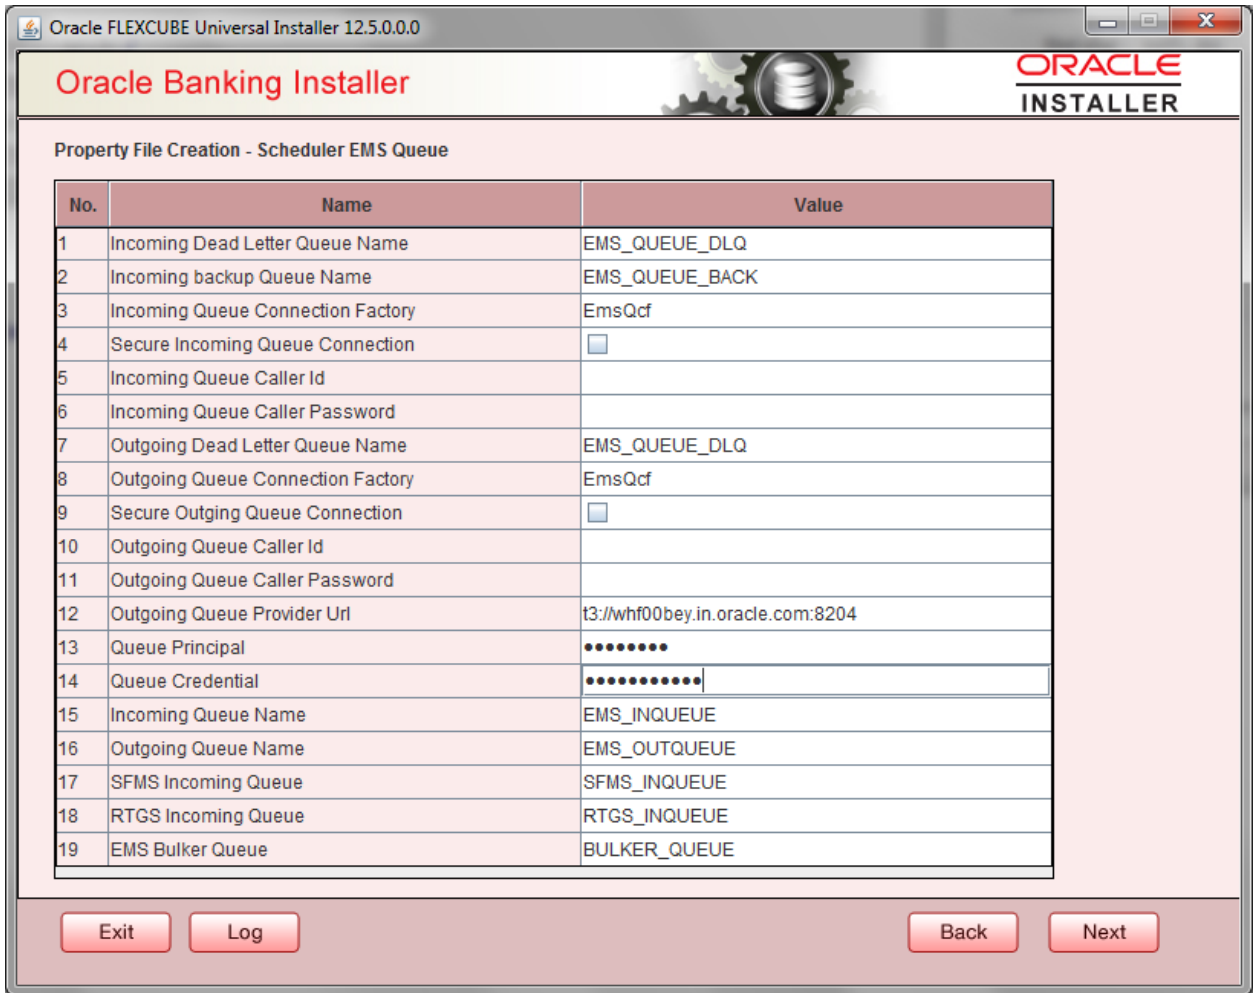 Oracle FLEXCUBE Universal Installer 12.5.0.0.0
Oracle Banking Installer
ORACLE
INSTALLER
Property File Creation - Scheduler EMS Queue
No. Name Value
1 Incoming Dead Letter Queue Name EMS_QUEUE_DLQ
2 Incoming backup Queue Name EMS_QUEUE_BACK
3 Incoming Queue Connection Factory EmsQcf
4 Secure Incoming Queue Connection
5 Incoming Queue Caller Id
6 Incoming Queue Caller Password
7 Outgoing Dead Letter Queue Name EMS_QUEUE_DLQ
8 Outgoing Queue Connection Factory EmsQcf
9 Secure Outging Queue Connection
10 Outgoing Queue Caller Id
11 Outgoing Queue Caller Password
12 Outgoing Queue Provider Url t3://whf00bey.in.oracle.com:8204
13 Queue Principal ●●●●●●●●
14 Queue Credential ●●●●●●●●●●●
15 Incoming Queue Name EMS_INQUEUE
16 Outgoing Queue Name EMS_OUTQUEUE
17 SFMS Incoming Queue SFMS_INQUEUE
18 RTGS Incoming Queue RTGS_INQUEUE
19 EMS Bulker Queue BULKER_QUEUE
Exit Log Back Next